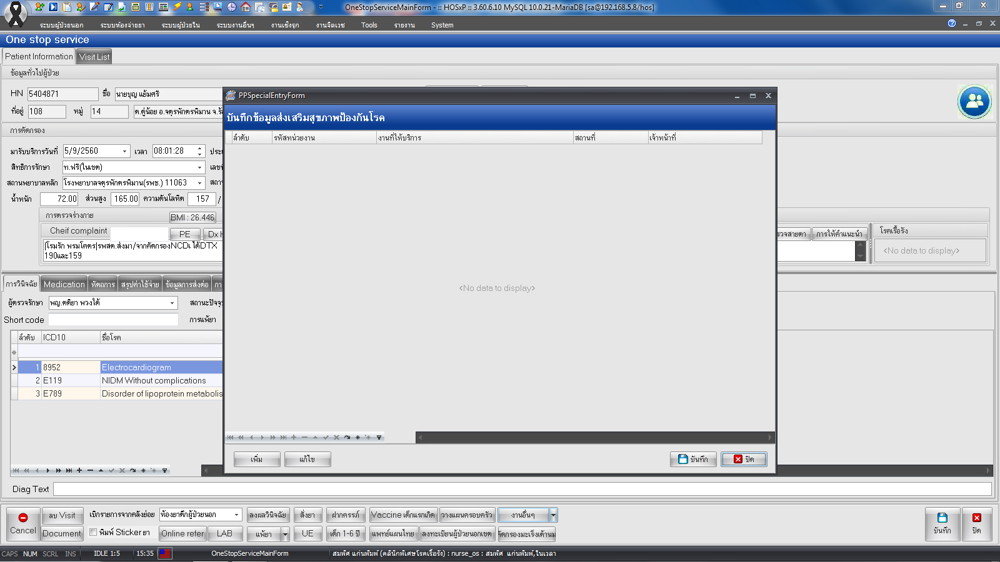 OneStopServiceMainForm - :: HOSxP :: 3.60.6.10 MySQL 10.0.21-MariaDB [sa@192.168.5.8/hos]
ระบบผู้ป่วยนอก ระบบห้องจ่ายยา ระบบผู้ป่วยใน ระบบงานอื่นๆ งานเชิงรุก งานจิตเวช Tools รายงาน System
One stop service
Patient Information Visit List
ข้อมูลทั่วไปผู้ป่วย
HN 5404871 ชื่อ นายบุญ แย้มศรี
ที่อยู่ 108 หมู่ 14 ต.ดู่น้อย อ.จตุรพักตรพิมาน จ.ร้
การคัดกรอง
มารับบริการวันที่ 5/9/2560 เวลา 08:01:28 ประเ
สิทธิการรักษา ท.ฟรี(ในเขต) เลขที่
สถานพยาบาลหลัก โรงพยาบาลจตุรพักตรพิมาน(รพช.) 11063 สถาน
น้ำหนัก 72.00 ส่วนสูง 165.00 ความดันโลหิต 157 /
การตรวจร่างกาย BMI : 26.446
Cheif complaint PE Dx H
|โรมรัก พรมโคตร|รพสต.ส่งมา/จากคัดกรองNCDเ ได้DTX
190และ159
PPSpecialEntryForm
บันทึกข้อมูลส่งเสริมสุขภาพป้องกันโรค
ลำดับ รหัสหน่วยงาน งานที่ให้บริการ สถานที่ เจ้าหน้าที่
<No data to display>
เพิ่ม แก้ไข บันทึก ปิด
รวจสายตา การให้คำแนะนำ โรคเรื้อรัง
<No data to display>
การวินิจฉัย Medication หัตถการ สรุปค่าใช้จ่าย ข้อมูลการส่งต่อ กา
ผู้ตรวจรักษา พญ.ตติยา พวงใต้ สถานะปัจจุ
Short code การแพ้ยา
ลำดับ ICD10 ชื่อโรค
1 8952 Electrocardiogram
2 E119 NIDM Without complications
3 E789 Disorder of lipoprotein metabolis
Diag Text
Cancel ลบ Visit เบิกรายการจากคลังย่อย ห้องยาตึกผู้ป่วยนอก ลงผลวินิจฉัย สั่งยา ฝากครรภ์ Vaccine เด็กแรกเกิด วางแผนครอบครัว งานอื่นๆ บันทึก ปิด
Document พิมพ์ Sticker ยา Online refer LAB แพ้ยา UE เด็ก 1-6 ปี แพทย์แผนไทย ลงทะเบียนผู้ป่วยนอกเขต คัดกรองมะเร็งเต้านม
CAPS NUM SCRL INS IDLE 1:5 15:35 OneStopServiceMainForm สมพิศ แก่นพิมพ์ (คลินิกพิเศษโรคเรื้อรัง) : nurse_os : สมพิศ แก่นพิมพ์,ในเวลา